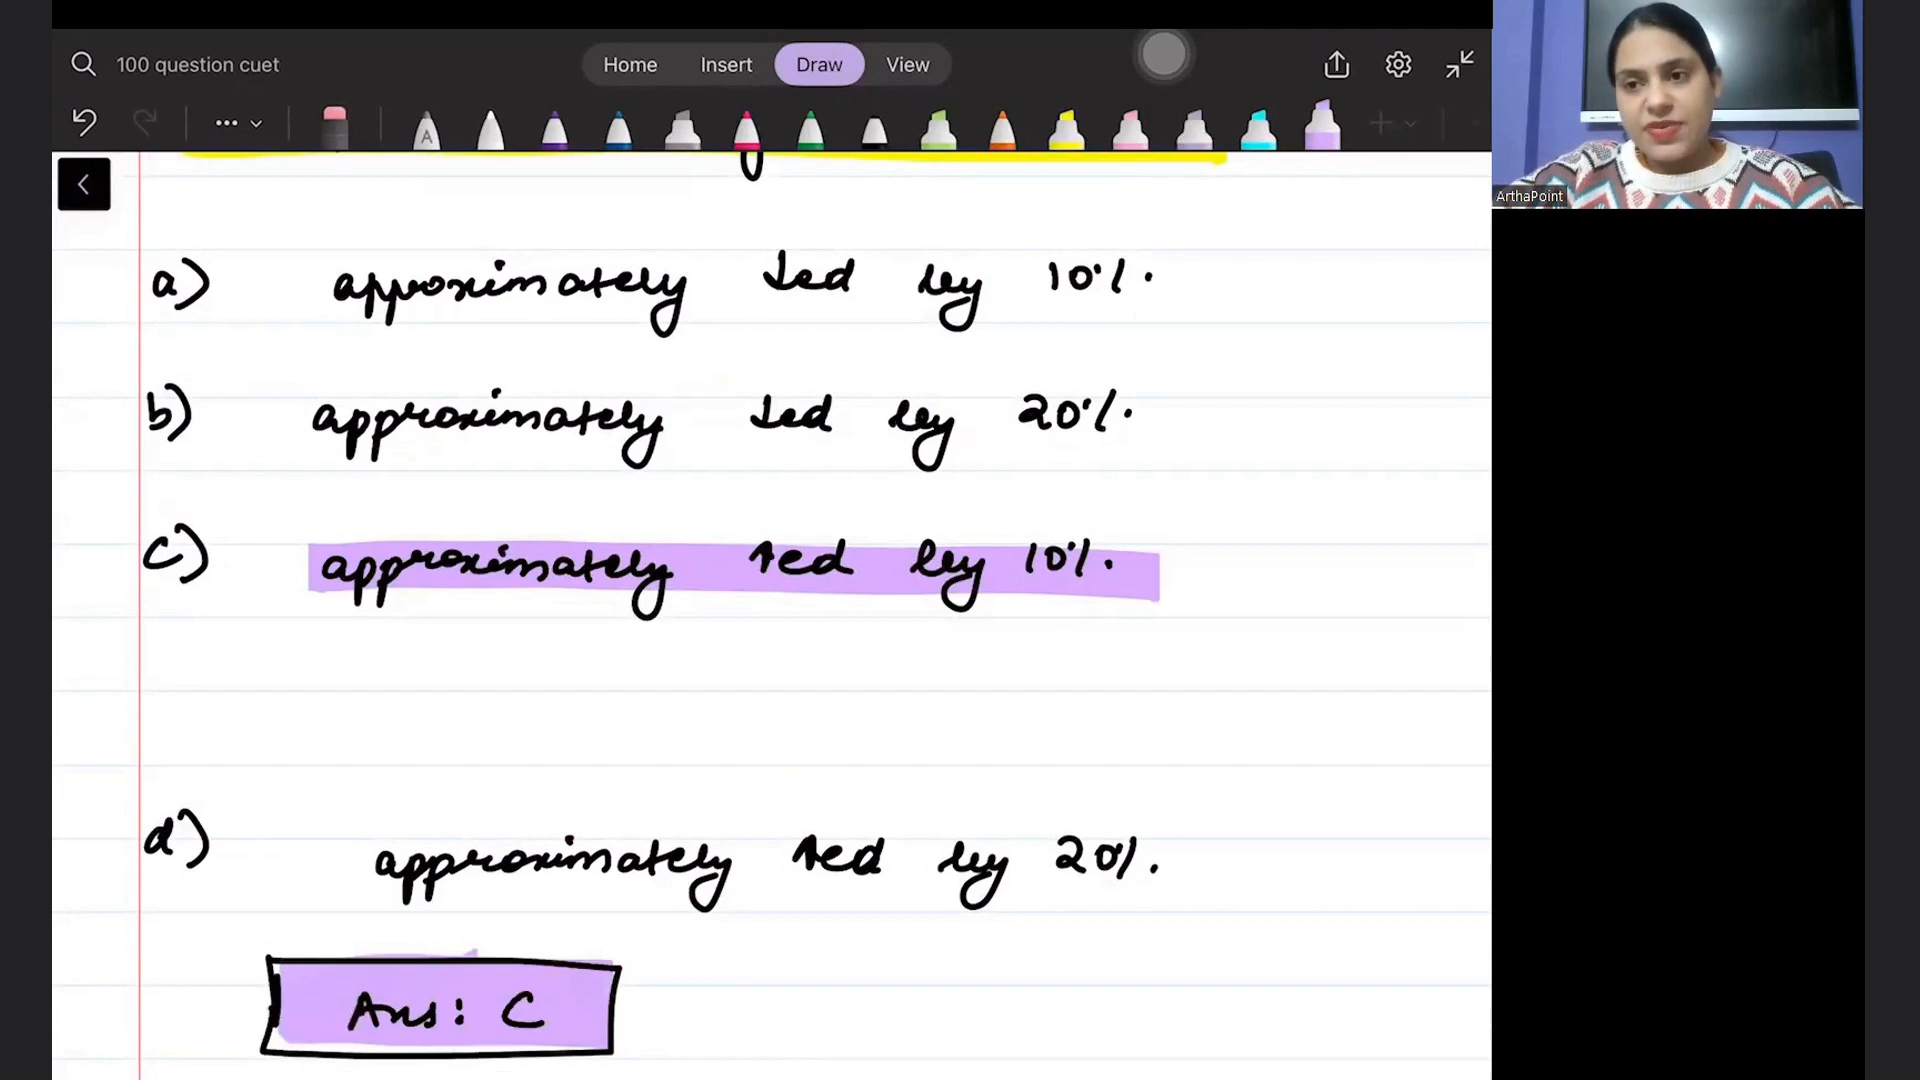 100 question cuet
Home Insert Draw View
A
ArthaPoint
a) approximately ↓ed by 10%.
b) approximately ↓ed by 20%.
c) approximately ↑ed by 10%.
d) approximately ↑ed by 20%.
Ans: C